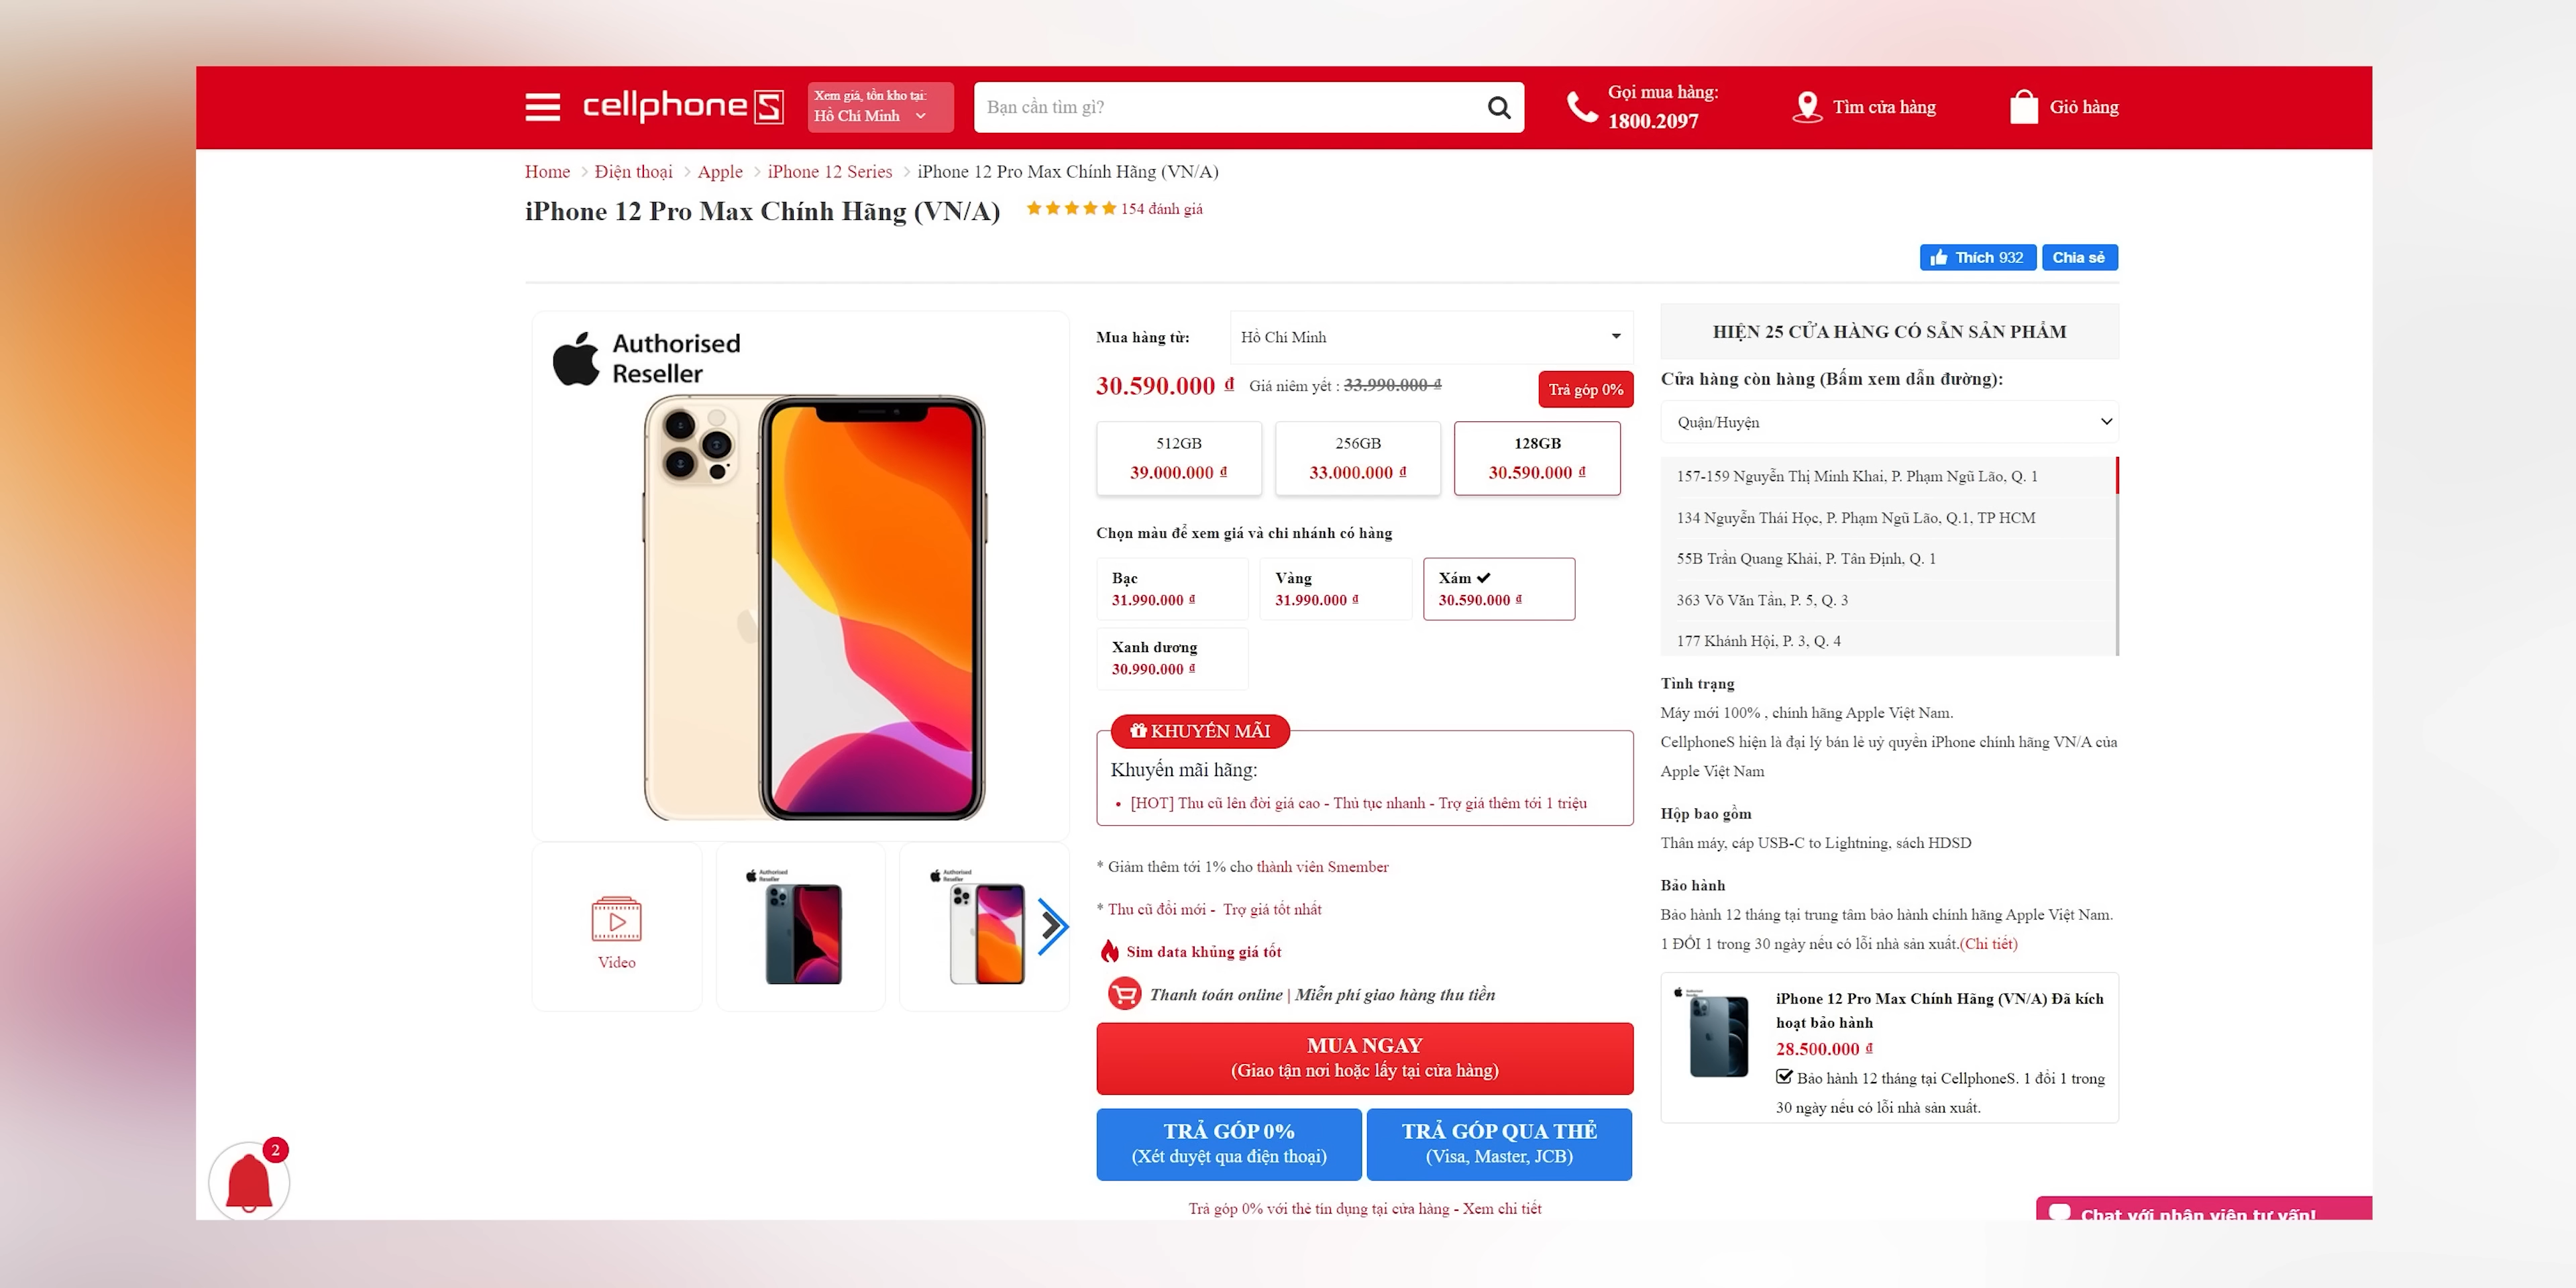 cellphoneS
Xem giá, tồn kho tại:
Hồ Chí Minh
Bạn cần tìm gì?
Gọi mua hàng:
1800.2097
Tìm cửa hàng
Giỏ hàng
Home > Điện thoại > Apple > iPhone 12 Series > iPhone 12 Pro Max Chính Hãng (VN/A)
iPhone 12 Pro Max Chính Hãng (VN/A)
154 đánh giá
Thích 932
Chia sẻ
Authorised
Reseller
Video
Authorised
Reseller
Authorised
Reseller
Mua hàng từ:
Hồ Chí Minh
30.590.000 ₫ Giá niêm yết : 33.990.000 ₫
Trả góp 0%
512GB
39.000.000 ₫
256GB
33.000.000 ₫
128GB
30.590.000 ₫
Chọn màu để xem giá và chi nhánh có hàng
Bạc
31.990.000 ₫
Vàng
31.990.000 ₫
Xám
30.590.000 ₫
Xanh dương
30.990.000 ₫
KHUYẾN MÃI
Khuyến mãi hãng:
• [HOT] Thu cũ lên đời giá cao - Thủ tục nhanh - Trợ giá thêm tới 1 triệu
* Giảm thêm tới 1% cho thành viên Smember
* Thu cũ đổi mới - Trợ giá tốt nhất
Sim data khủng giá tốt
Thanh toán online | Miễn phí giao hàng thu tiền
MUA NGAY
(Giao tận nơi hoặc lấy tại cửa hàng)
TRẢ GÓP 0%
(Xét duyệt qua điện thoại)
TRẢ GÓP QUA THẺ
(Visa, Master, JCB)
Trả góp 0% với thẻ tín dụng tại cửa hàng - Xem chi tiết
HIỆN 25 CỬA HÀNG CÓ SẴN SẢN PHẨM
Cửa hàng còn hàng (Bấm xem dẫn đường):
Quận/Huyện
157-159 Nguyễn Thị Minh Khai, P. Phạm Ngũ Lão, Q. 1
134 Nguyễn Thái Học, P. Phạm Ngũ Lão, Q.1, TP HCM
55B Trần Quang Khải, P. Tân Định, Q. 1
363 Võ Văn Tần, P. 5, Q. 3
177 Khánh Hội, P. 3, Q. 4
Tình trạng
Máy mới 100% , chính hãng Apple Việt Nam.
CellphoneS hiện là đại lý bán lẻ uỷ quyền iPhone chính hãng VN/A của
Apple Việt Nam
Hộp bao gồm
Thân máy, cáp USB-C to Lightning, sách HDSD
Bảo hành
Bảo hành 12 tháng tại trung tâm bảo hành chính hãng Apple Việt Nam.
1 ĐỔI 1 trong 30 ngày nếu có lỗi nhà sản xuất.(Chi tiết)
iPhone 12 Pro Max Chính Hãng (VN/A) Đã kích
hoạt bảo hành
28.500.000 ₫
Bảo hành 12 tháng tại CellphoneS. 1 đổi 1 trong
30 ngày nếu có lỗi nhà sản xuất.
2
Chat với nhân viên tư vấn!